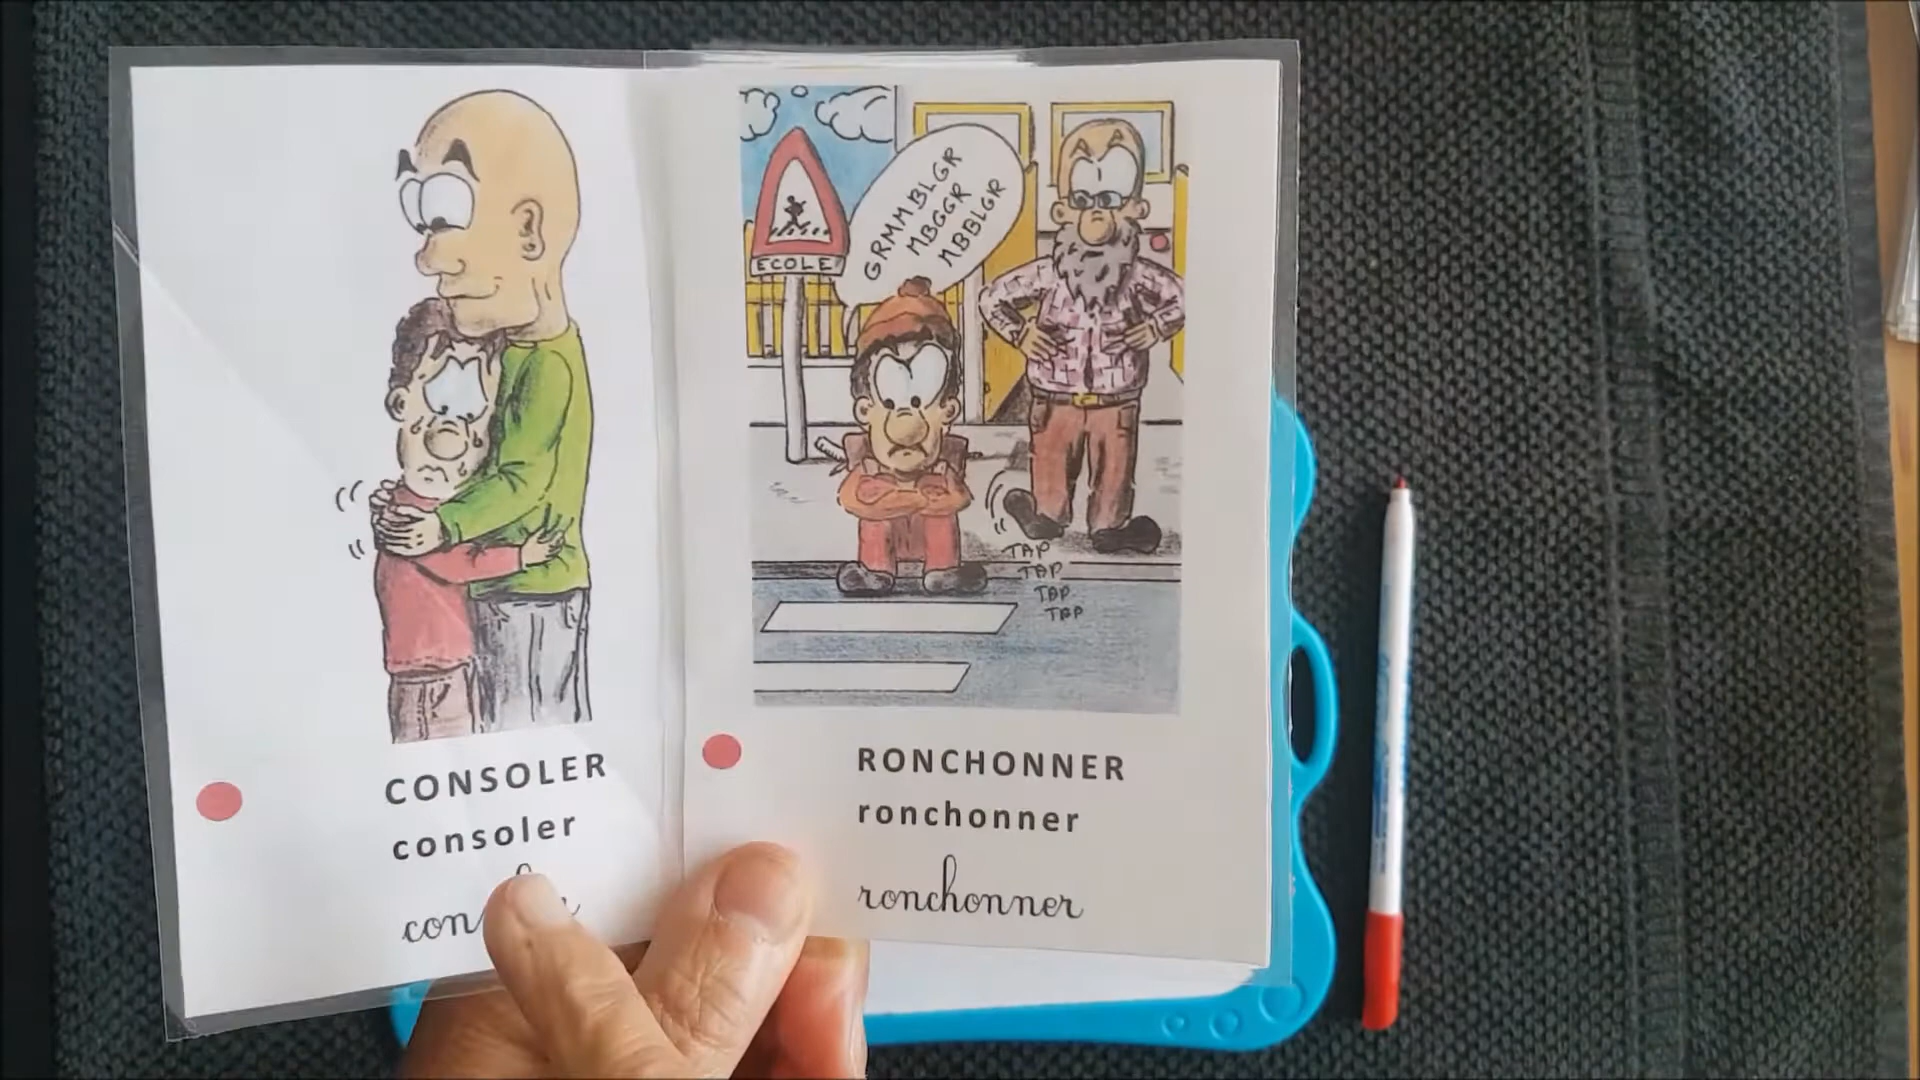 CONSOLER
consoler
GRMMBLGR
MBGGR
MBBLGR
ECOLE
TAP
TAP
TAP
TAP
RONCHONNER
ronchonner
ronchonner